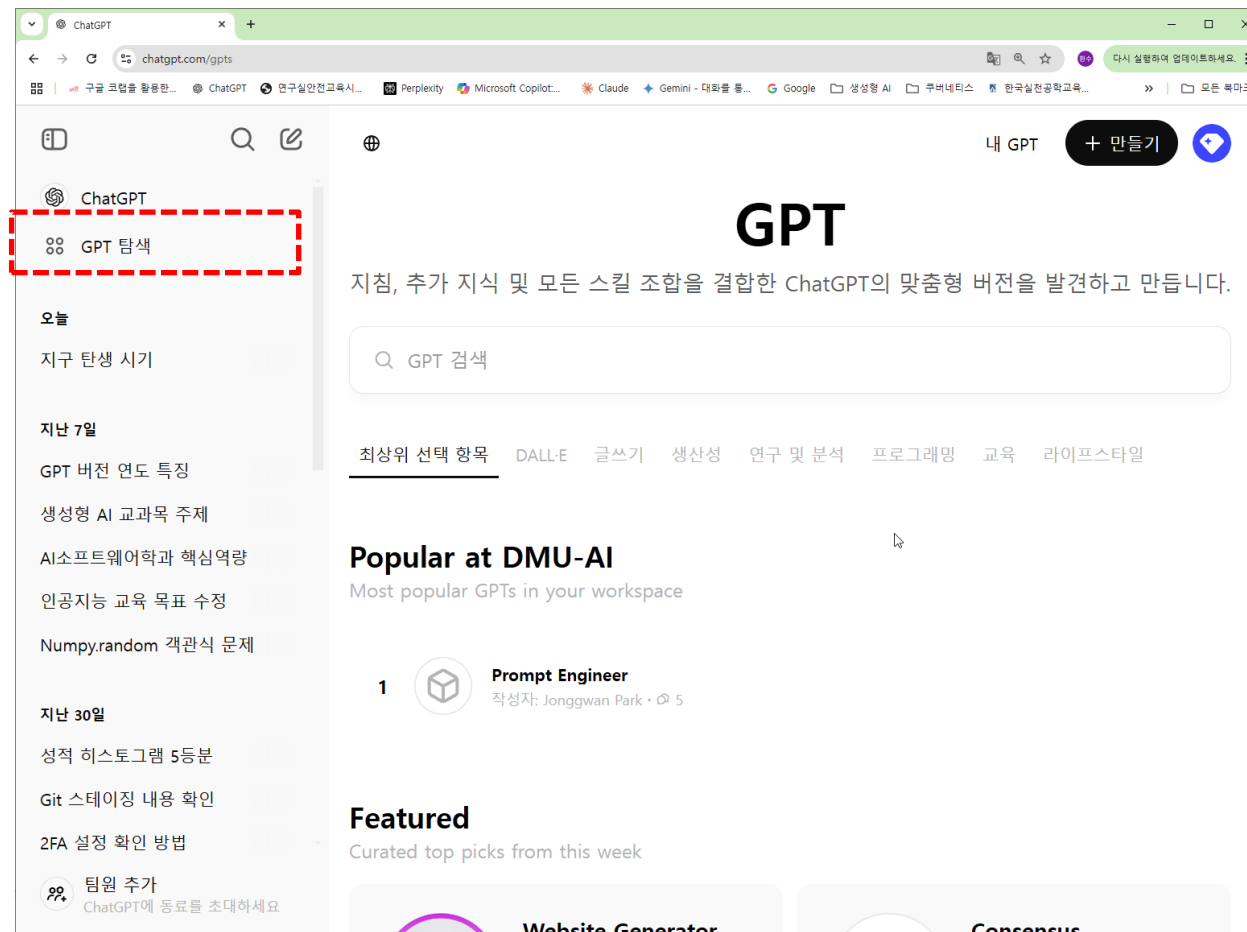 ChatGPT
chatgpt.com/gpts
다시 실행하여 업데이트하세요.
구글 코랩을 활용한...
ChatGPT
연구실안전교육시...
Perplexity
Microsoft Copilot:...
Claude
Gemini - 대화를 통...
Google
생성형 AI
쿠버네티스
한국실전공학교육...
»
모든 북마크
내 GPT
+ 만들기
ChatGPT
GPT 탐색
오늘
지구 탄생 시기
지난 7일
GPT 버전 연도 특징
생성형 AI 교과목 주제
AI소프트웨어학과 핵심역량
인공지능 교육 목표 수정
Numpy.random 객관식 문제
지난 30일
성적 히스토그램 5등분
Git 스테이징 내용 확인
2FA 설정 확인 방법
팀원 추가
ChatGPT에 동료를 초대하세요
GPT
지침, 추가 지식 및 모든 스킬 조합을 결합한 ChatGPT의 맞춤형 버전을 발견하고 만듭니다.
GPT 검색
최상위 선택 항목 DALL·E 글쓰기 생산성 연구 및 분석 프로그래밍 교육 라이프스타일
Popular at DMU-AI
Most popular GPTs in your workspace
1
Prompt Engineer
작성자: Jonggwan Park • 5
Featured
Curated top picks from this week
Website Generator
Consensus